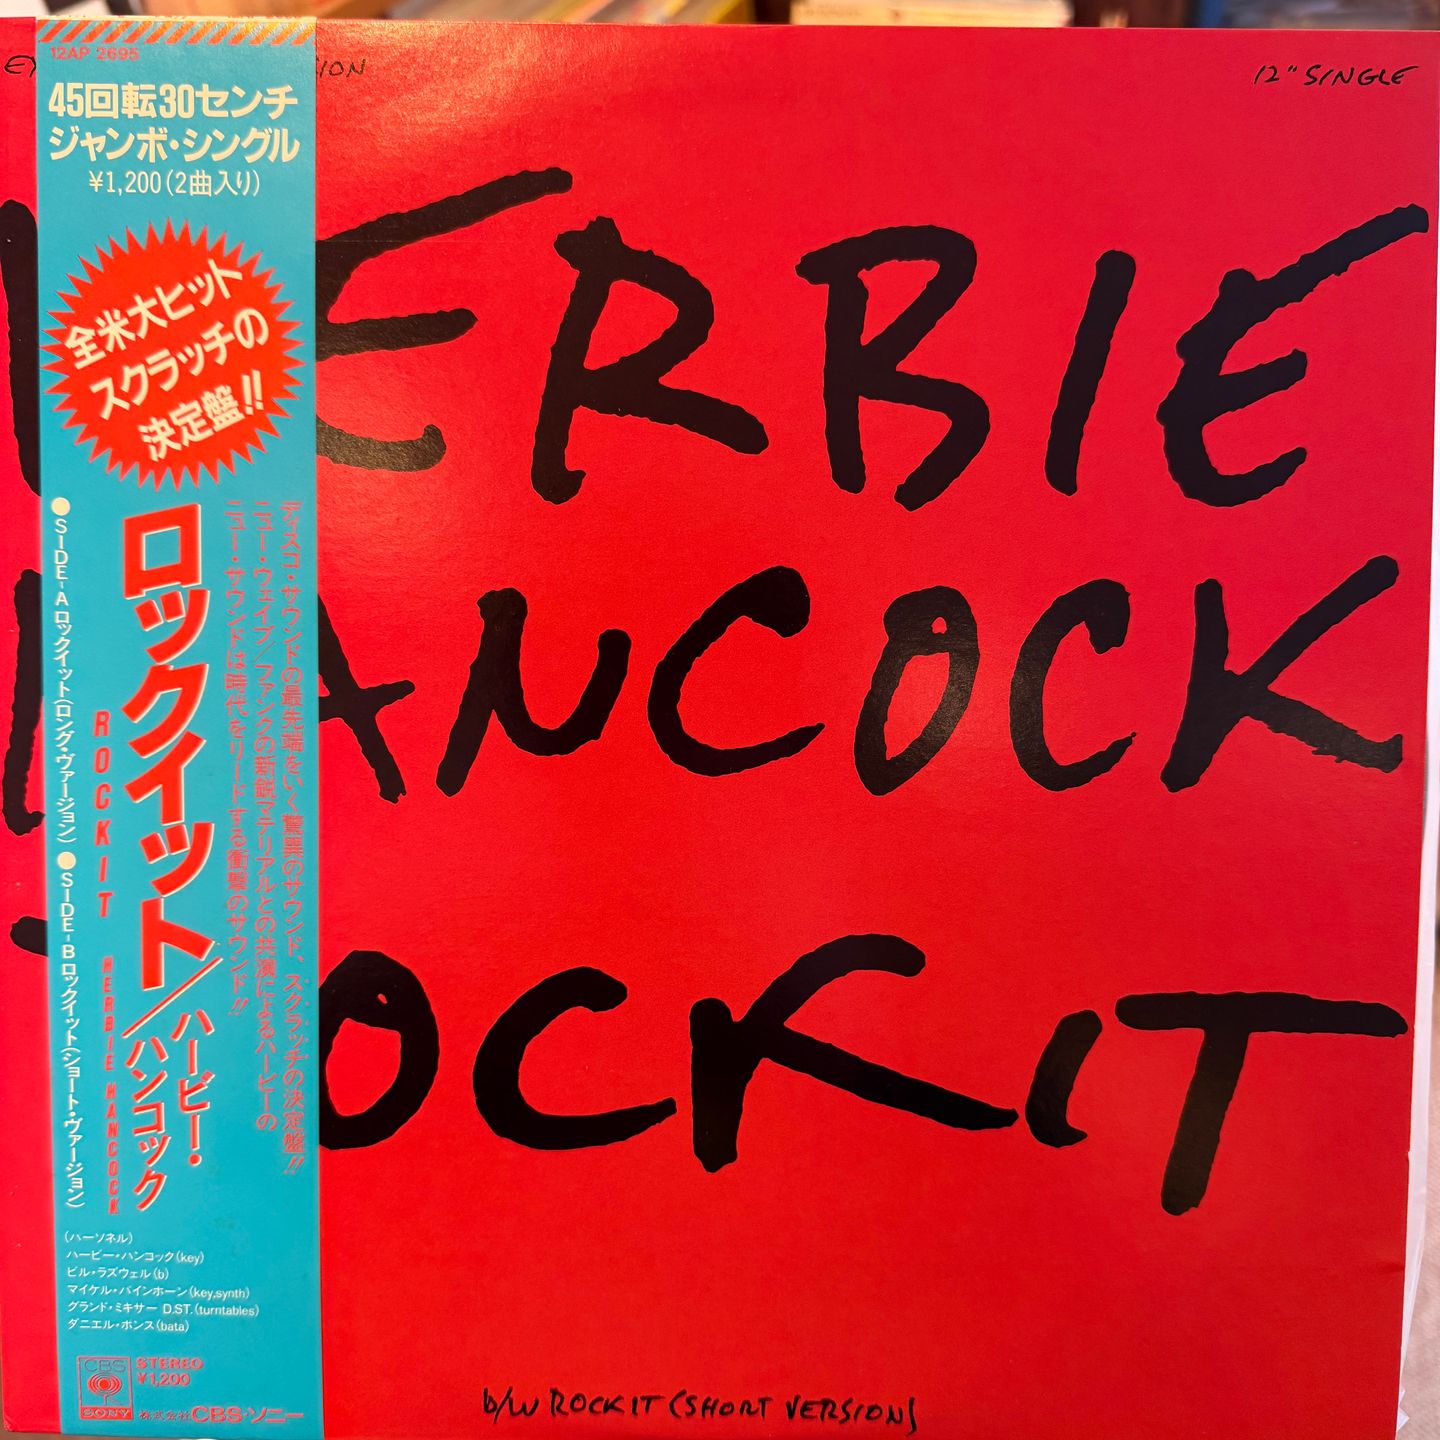 12AP 2695
45回転30センチ
ジャンボ・シングル
¥1,200(2曲入り)
全米大ヒット
スクラッチの
決定盤!!
ディスコ・サウンドの最先端をいく驚異のサウンド、スクラッチの決定盤!!
ニュー・ウェイブ/ファンクの新鋭マテリアルとの共演によるハービーの
ニュー・サウンドは時代をリードする衝撃のサウンド!!
ロックイット/ハービー・
ハンコック
ROCKIT HERBIE HANCOCK
●SIDE-A ロックイット(ロング・ヴァージョン) ●SIDE-B ロックイット(ショート・ヴァージョン)
(パーソネル)
ハービー・ハンコック(key)
ビル・ラズウェル(b)
マイケル・バインホーン(key,synth)
グランド・ミキサー D.ST.(turntables)
ダニエル・ポンス(bata)
CBS
SONY
STEREO
¥1,200
株式会社 CBS・ソニー
12" SINGLE
ERBIE
ANCOCK
OCKIT
b/w ROCKIT (SHORT VERSION)